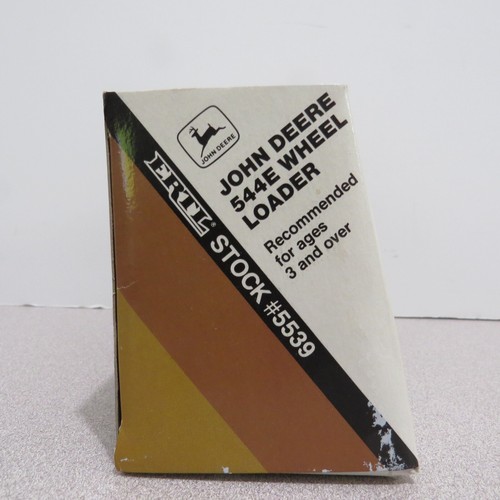 JOHN DEERE
JOHN DEERE
544E WHEEL
LOADER
Recommended
for ages
3 and over
ERTL® STOCK #5539